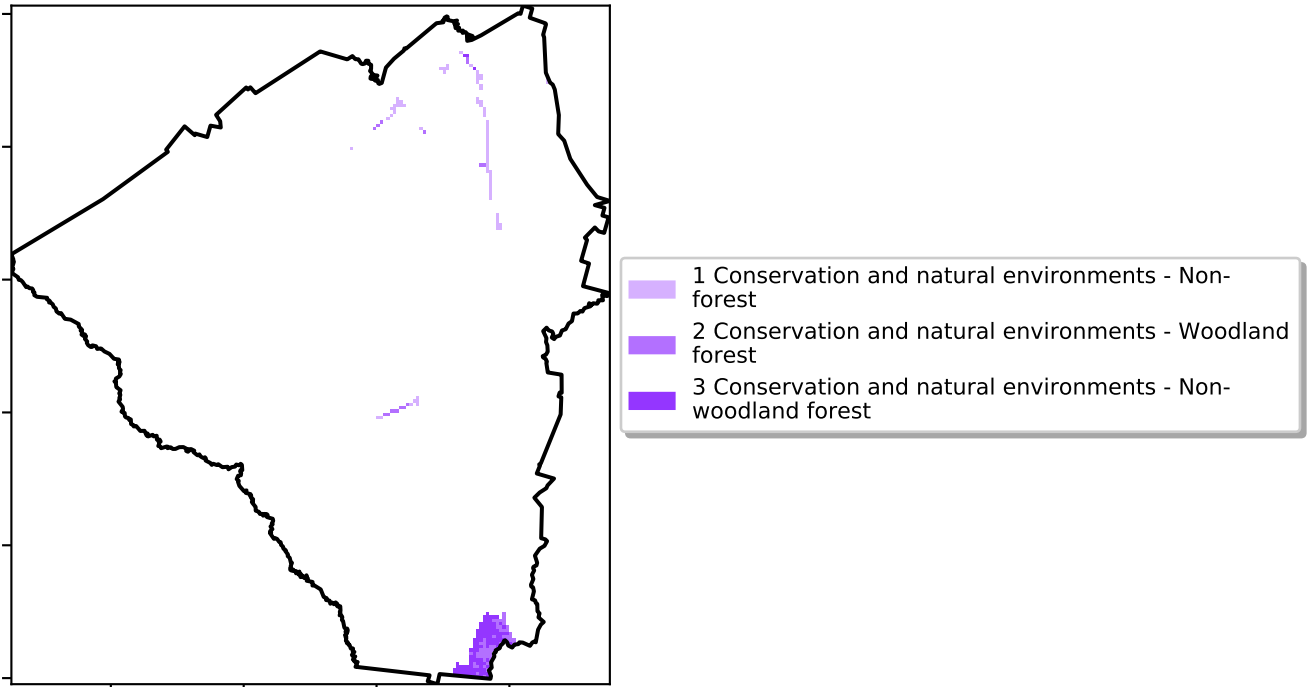 1 Conservation and natural environments - Non-
forest
2 Conservation and natural environments - Woodland
forest
3 Conservation and natural environments - Non-
woodland forest